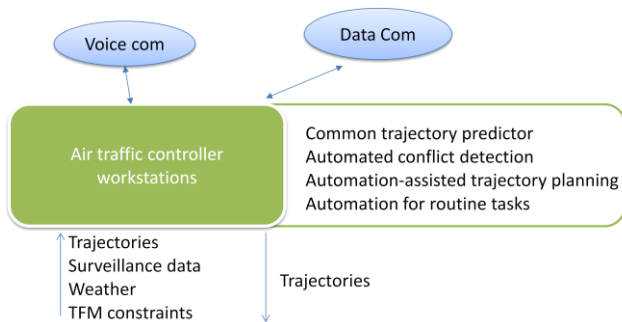 Voice com
Data Com
Air traffic controller
workstations
Common trajectory predictor
Automated conflict detection
Automation-assisted trajectory planning
Automation for routine tasks
Trajectories
Surveillance data
Weather
TFM constraints
Trajectories